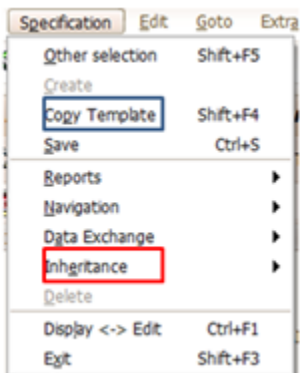 Specification Edit Goto Extra
Other selection Shift+F5
Create
Copy Template Shift+F4
Save Ctrl+S
Reports
Navigation
Data Exchange
Inheritance
Delete
Display <-> Edit Ctrl+F1
Exit Shift+F3